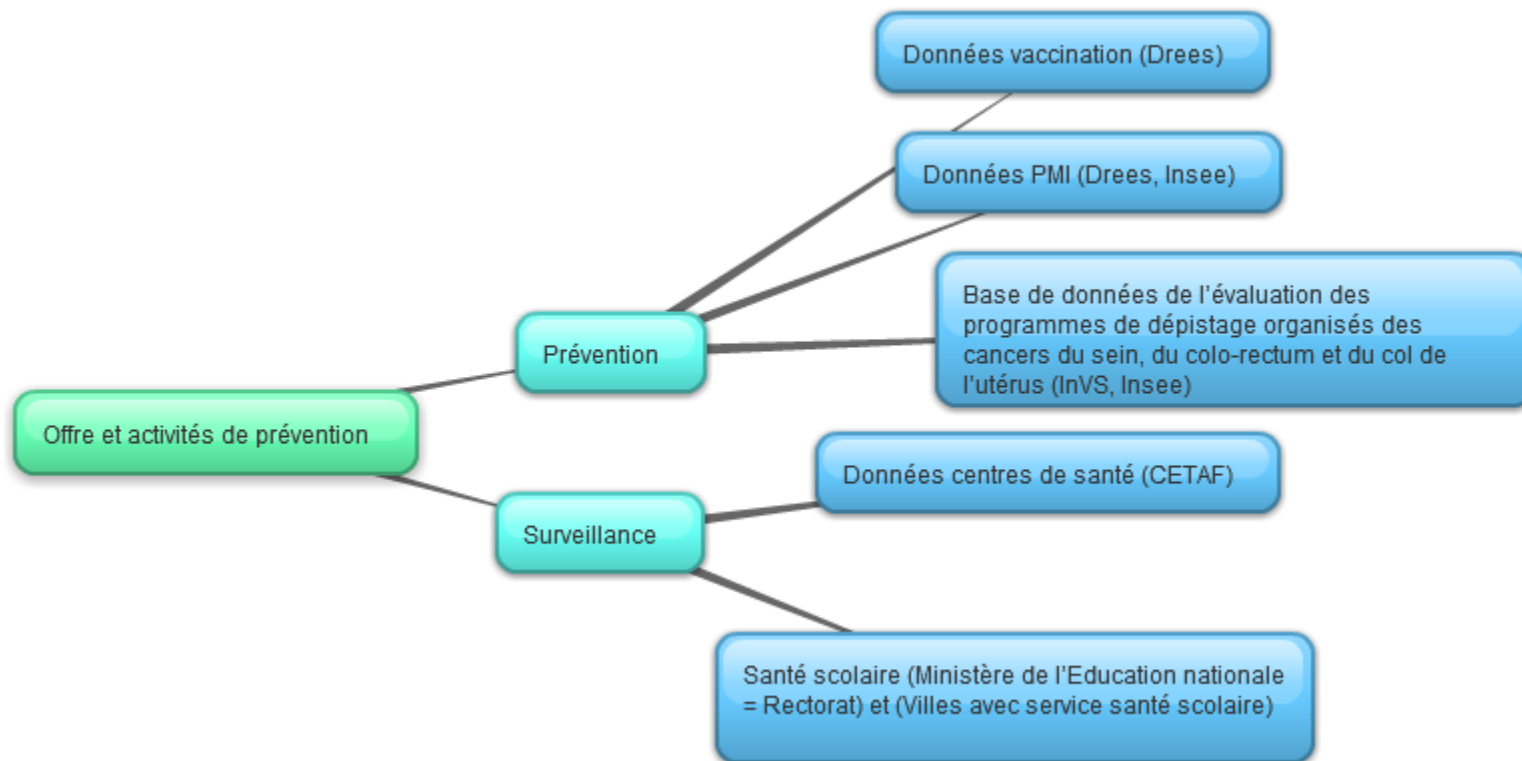 Données vaccination (Drees)
Données PMI (Drees, Insee)
Base de données de l’évaluation des
programmes de dépistage organisés des
cancers du sein, du colo-rectum et du col de
l’utérus (InVS, Insee)
Prévention
Offre et activités de prévention
Données centres de santé (CETAF)
Surveillance
Santé scolaire (Ministère de l’Education nationale
= Rectorat) et (Villes avec service santé scolaire)